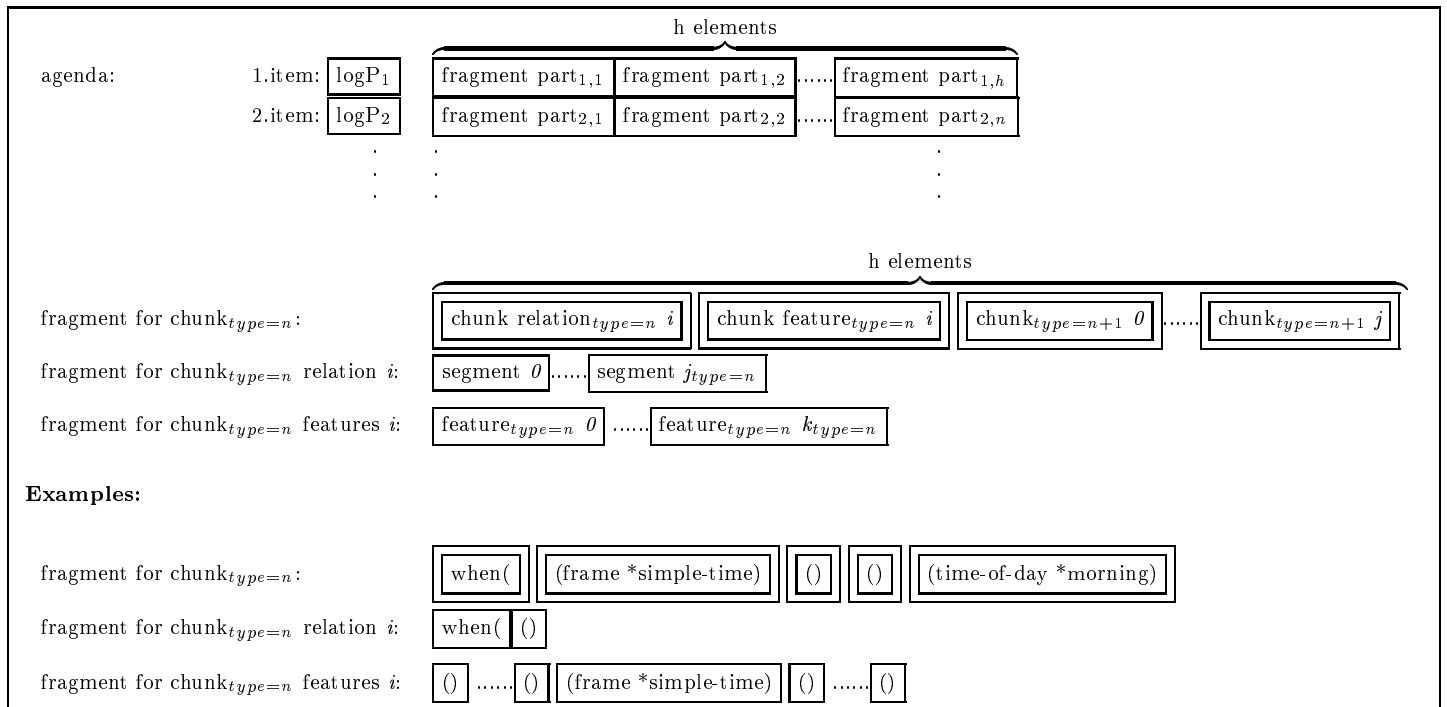 h elements
agenda: 1.item: logP1 fragment part1,1 fragment part1,2 ...... fragment part1,h
2.item: logP2 fragment part2,1 fragment part2,2 ...... fragment part2,n
. . .
. . .
. . .
h elements
fragment for chunktype=n: chunk relationtype=n i chunk featuretype=n i chunktype=n+1 0 ...... chunktype=n+1 j
fragment for chunktype=n relation i: segment 0 ...... segment jtype=n
fragment for chunktype=n features i: featuretype=n 0 ...... featuretype=n ktype=n
Examples:
fragment for chunktype=n: when( (frame *simple-time) () () (time-of-day *morning)
fragment for chunktype=n relation i: when( ()
fragment for chunktype=n features i: () ...... () (frame *simple-time) () ...... ()